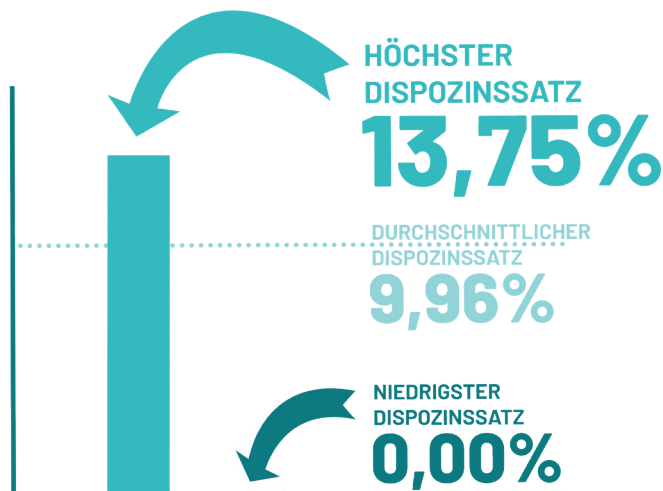 HÖCHSTER
DISPOZINSSATZ
13,75%
DURCHSCHNITTLICHER
DISPOZINSSATZ
9,96%
NIEDRIGSTER
DISPOZINSSATZ
0,00%